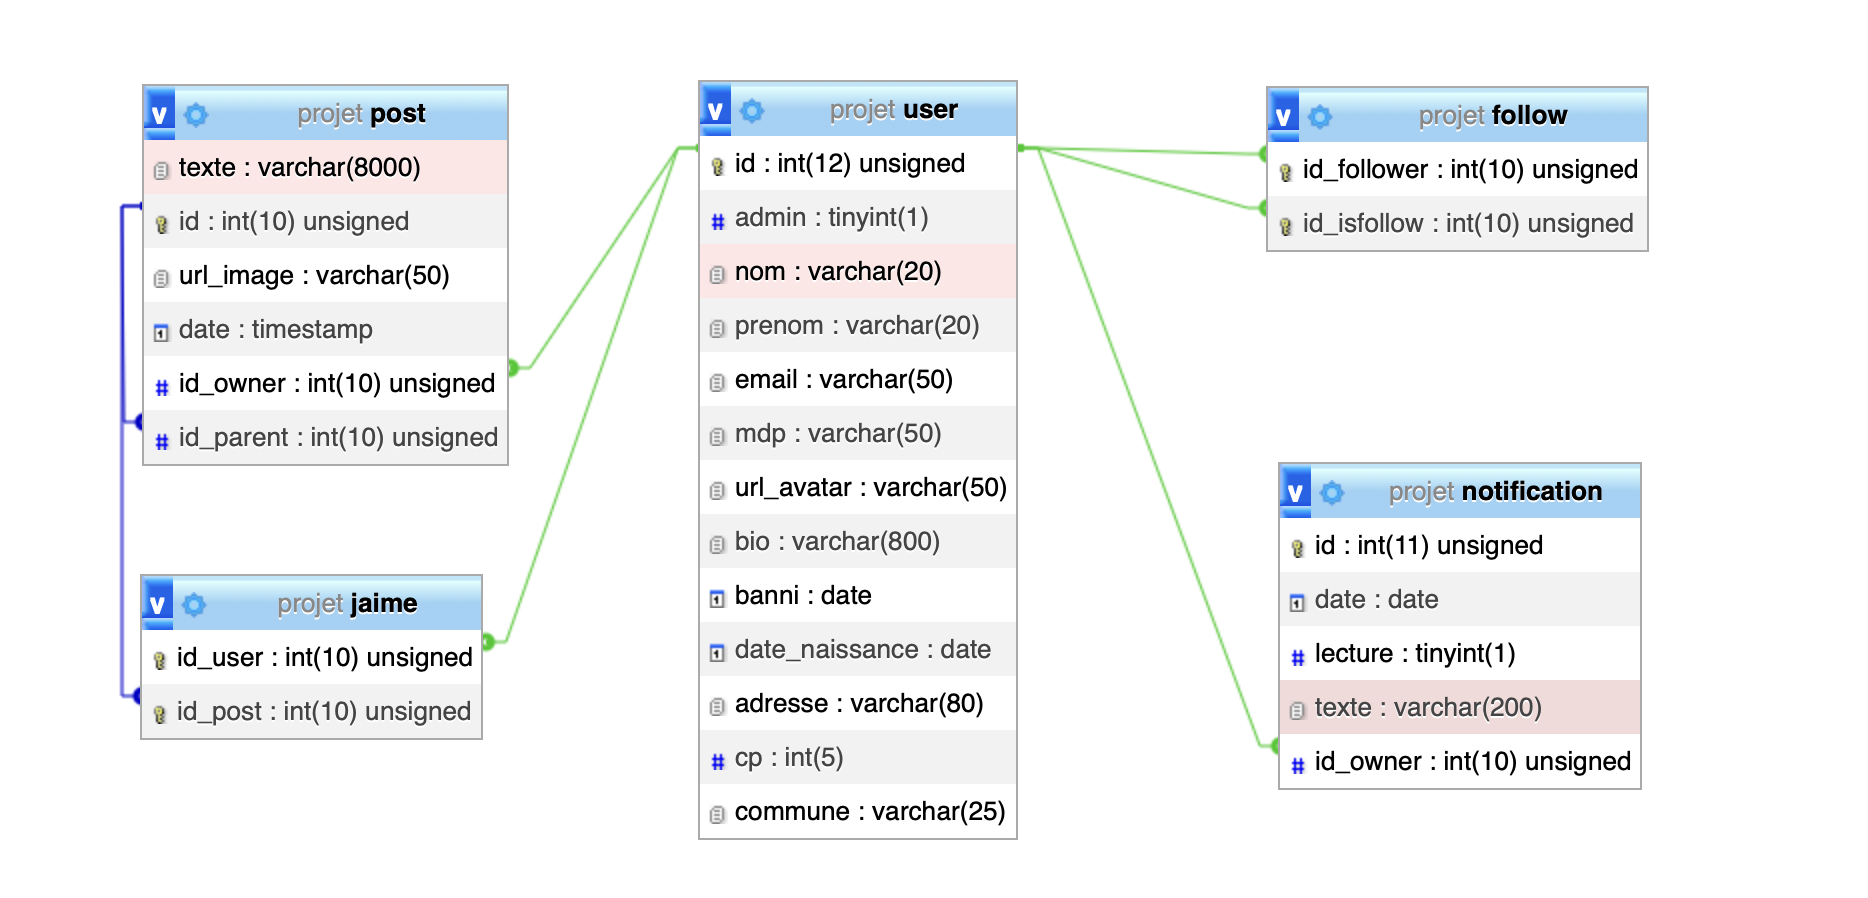 v projet post
texte : varchar(8000)
id : int(10) unsigned
url_image : varchar(50)
date : timestamp
# id_owner : int(10) unsigned
# id_parent : int(10) unsigned
v projet jaime
id_user : int(10) unsigned
id_post : int(10) unsigned
v projet user
id : int(12) unsigned
# admin : tinyint(1)
nom : varchar(20)
prenom : varchar(20)
email : varchar(50)
mdp : varchar(50)
url_avatar : varchar(50)
bio : varchar(800)
banni : date
date_naissance : date
adresse : varchar(80)
# cp : int(5)
commune : varchar(25)
v projet follow
id_follower : int(10) unsigned
id_isfollow : int(10) unsigned
v projet notification
id : int(11) unsigned
date : date
# lecture : tinyint(1)
texte : varchar(200)
# id_owner : int(10) unsigned